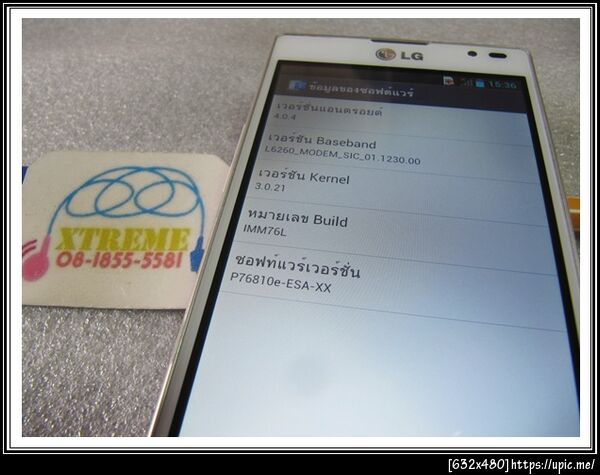 LG
15:36
ข้อมูลของซอฟต์แวร์
เวอร์ชั่นแอนดรอยด์
4.0.4
เวอร์ชัน Baseband
L6260_MODEM_SIC_01.1230.00
เวอร์ชัน Kernel
3.0.21
หมายเลข Build
IMM76L
ซอฟท์แวร์เวอร์ชั่น
P76810e-ESA-XX
XTREME
08-1855-5581
[632x480] https://upic.me/